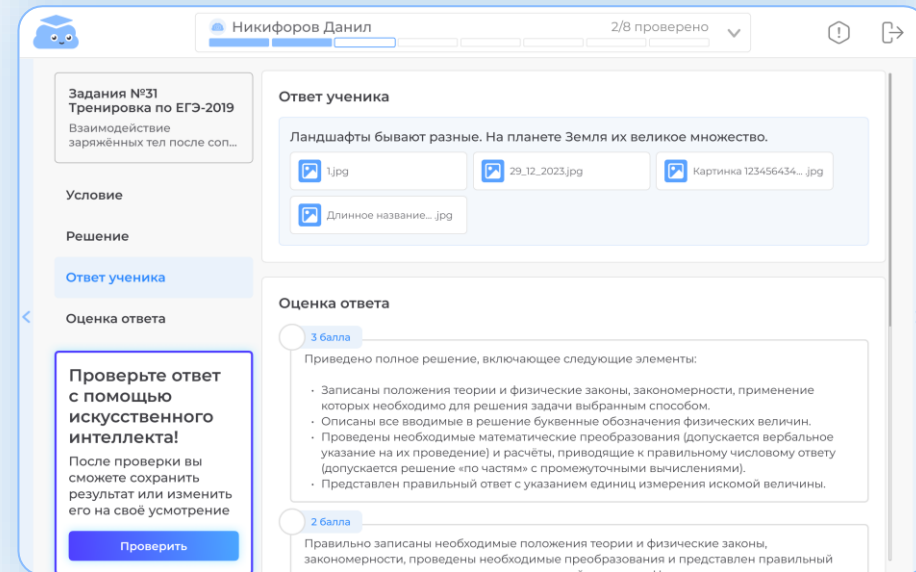 Никифоров Данил
2/8 проверено
Задания №31
Тренировка по ЕГЭ-2019
Взаимодействие
заряжённых тел после соп...
Условие
Решение
Ответ ученика
Оценка ответа
Проверьте ответ
с помощью
искусственного
интеллекта!
После проверки вы
сможете сохранить
результат или изменить
его на своё усмотрение
Проверить
Ответ ученика
Ландшафты бывают разные. На планете Земля их великое множество.
1.jpg
29_12_2023.jpg
Картинка 123456434... .jpg
Длинное название... .jpg
Оценка ответа
3 балла
Приведено полное решение, включающее следующие элементы:
• Записаны положения теории и физические законы, закономерности, применение
которых необходимо для решения задачи выбранным способом.
• Описаны все вводимые в решение буквенные обозначения физических величин.
• Проведены необходимые математические преобразования (допускается вербальное
указание на их проведение) и расчёты, приводящие к правильному числовому ответу
(допускается решение «по частям» с промежуточными вычислениями).
• Представлен правильный ответ с указанием единиц измерения искомой величины.
2 балла
Правильно записаны необходимые положения теории и физические законы,
закономерности, проведены необходимые преобразования и представлен правильный